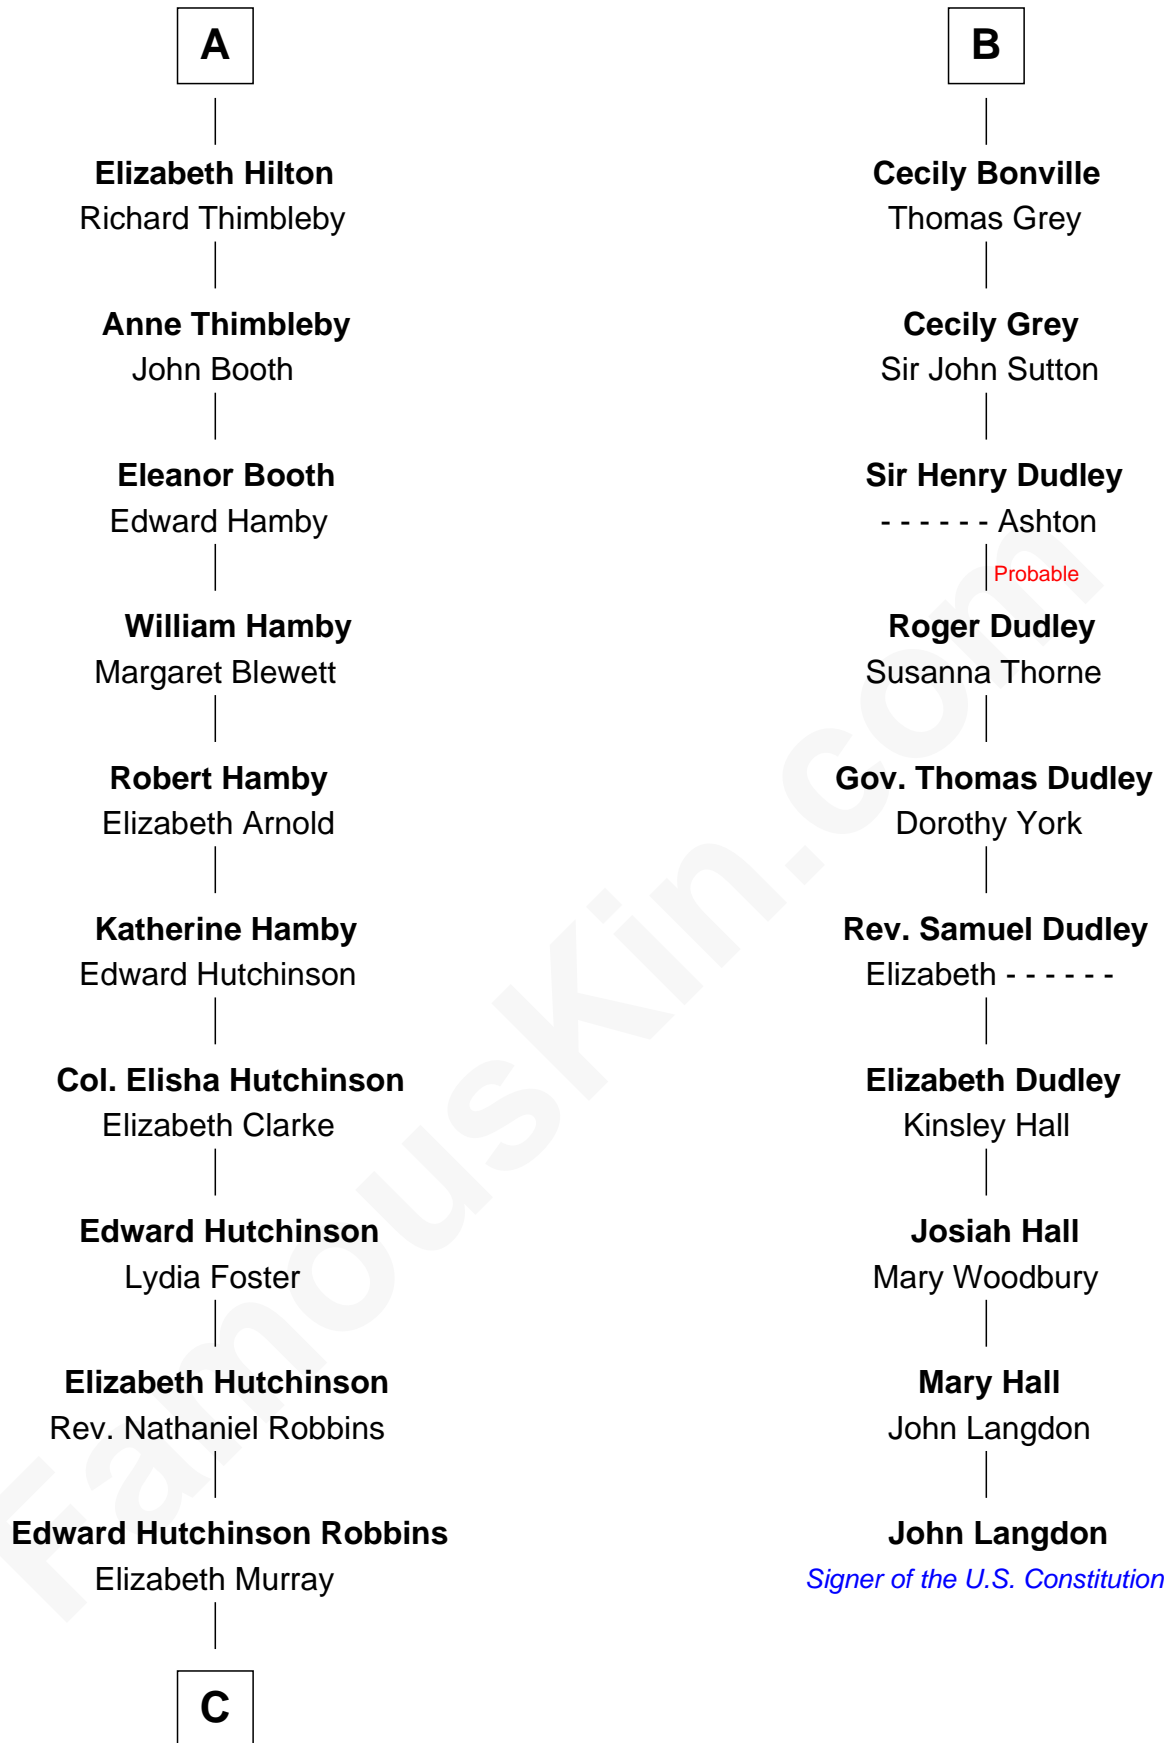 A
Elizabeth Hilton
Richard Thimbleby
Anne Thimbleby
John Booth
Eleanor Booth
Edward Hamby
William Hamby
Margaret Blewett
Robert Hamby
Elizabeth Arnold
Katherine Hamby
Edward Hutchinson
Col. Elisha Hutchinson
Elizabeth Clarke
Edward Hutchinson
Lydia Foster
Elizabeth Hutchinson
Rev. Nathaniel Robbins
Edward Hutchinson Robbins
Elizabeth Murray
C
B
Cecily Bonville
Thomas Grey
Cecily Grey
Sir John Sutton
Sir Henry Dudley
- - - - - - Ashton
Probable
Roger Dudley
Susanna Thorne
Gov. Thomas Dudley
Dorothy York
Rev. Samuel Dudley
Elizabeth - - - - - -
Elizabeth Dudley
Kinsley Hall
Josiah Hall
Mary Woodbury
Mary Hall
John Langdon
John Langdon
Signer of the U.S. Constitution
FamousKin.com